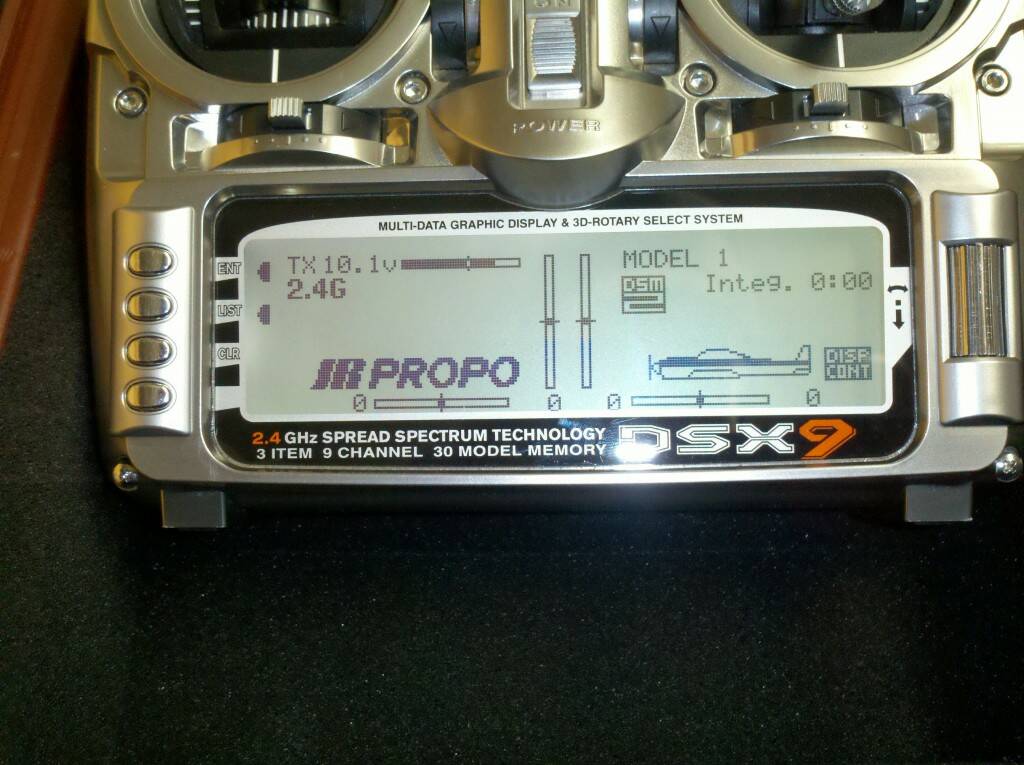 ON
POWER
MULTI-DATA GRAPHIC DISPLAY & 3D-ROTARY SELECT SYSTEM
ENT
LIST
CLR
TX 10.1v
2.4G
MODEL 1
DSM
Integ. 0:00
JR PROPO
DISP
CONT
0 0 0 0
2.4 GHz SPREAD SPECTRUM TECHNOLOGY
3 ITEM 9 CHANNEL 30 MODEL MEMORY
DSX9